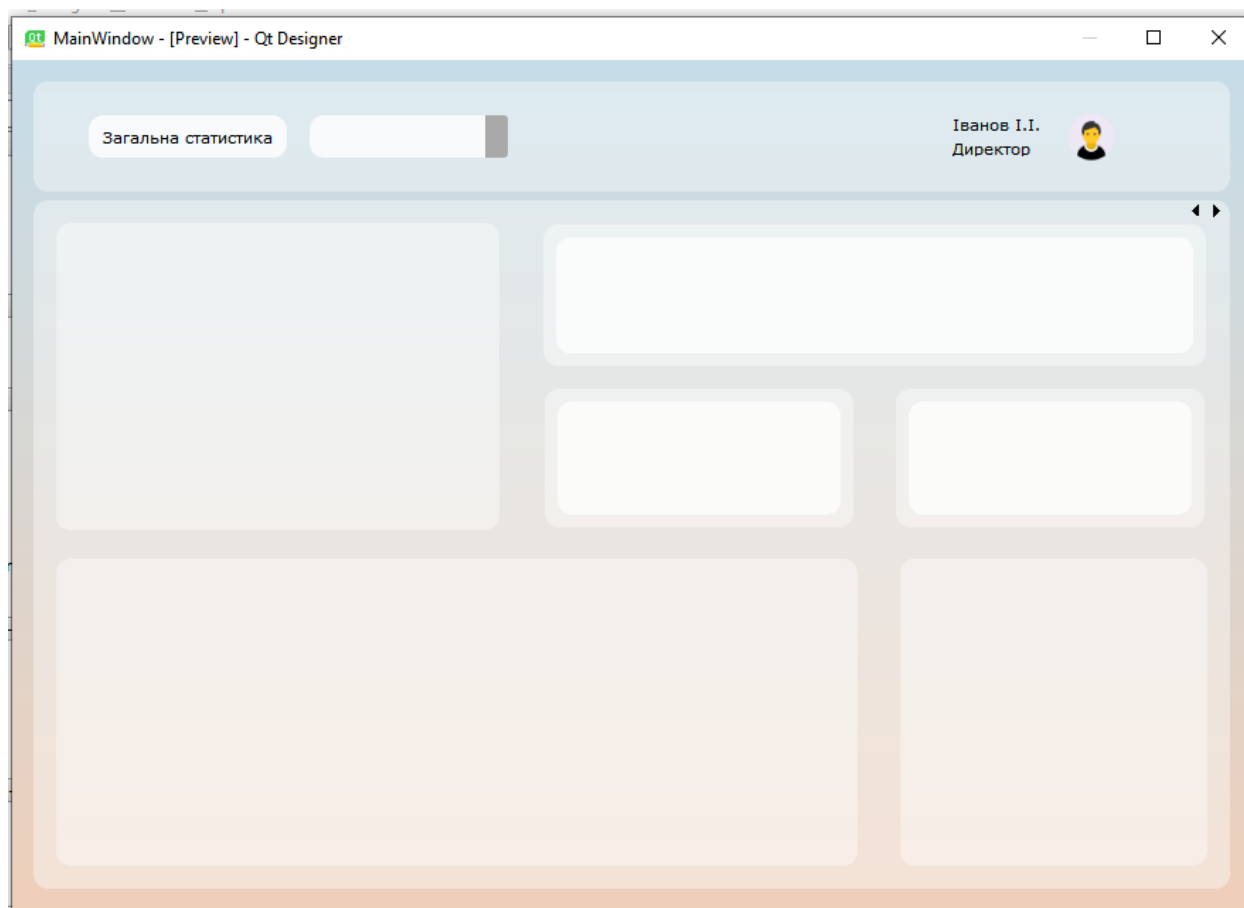 MainWindow - [Preview] - Qt Designer
Загальна статистика
Іванов І.І.
Директор